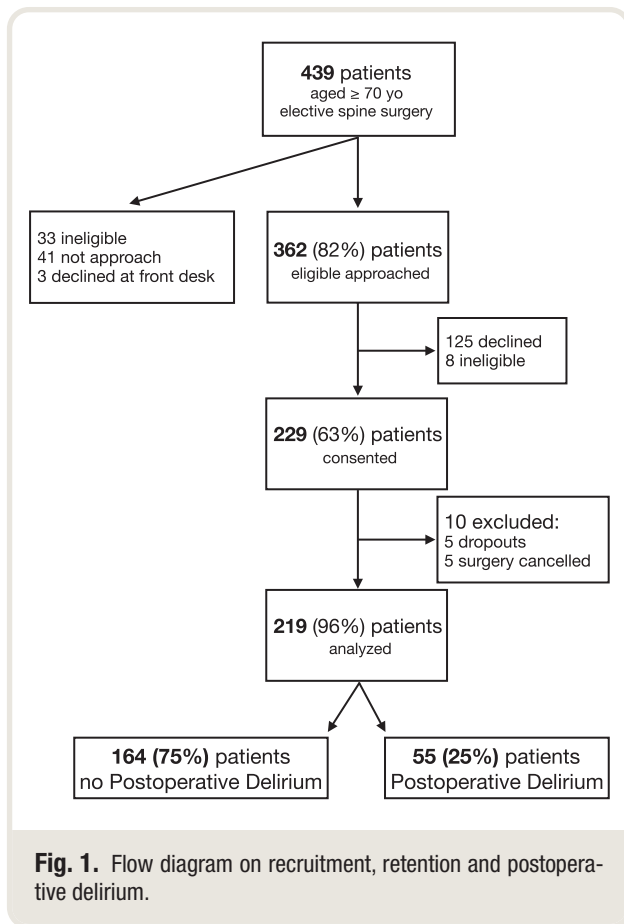 439 patients
aged ≥ 70 yo
elective spine surgery
33 ineligible
41 not approach
3 declined at front desk
362 (82%) patients
eligible approached
125 declined
8 ineligible
229 (63%) patients
consented
10 excluded:
5 dropouts
5 surgery cancelled
219 (96%) patients
analyzed
164 (75%) patients
no Postoperative Delirium
55 (25%) patients
Postoperative Delirium
Fig. 1. Flow diagram on recruitment, retention and postopera-
tive delirium.